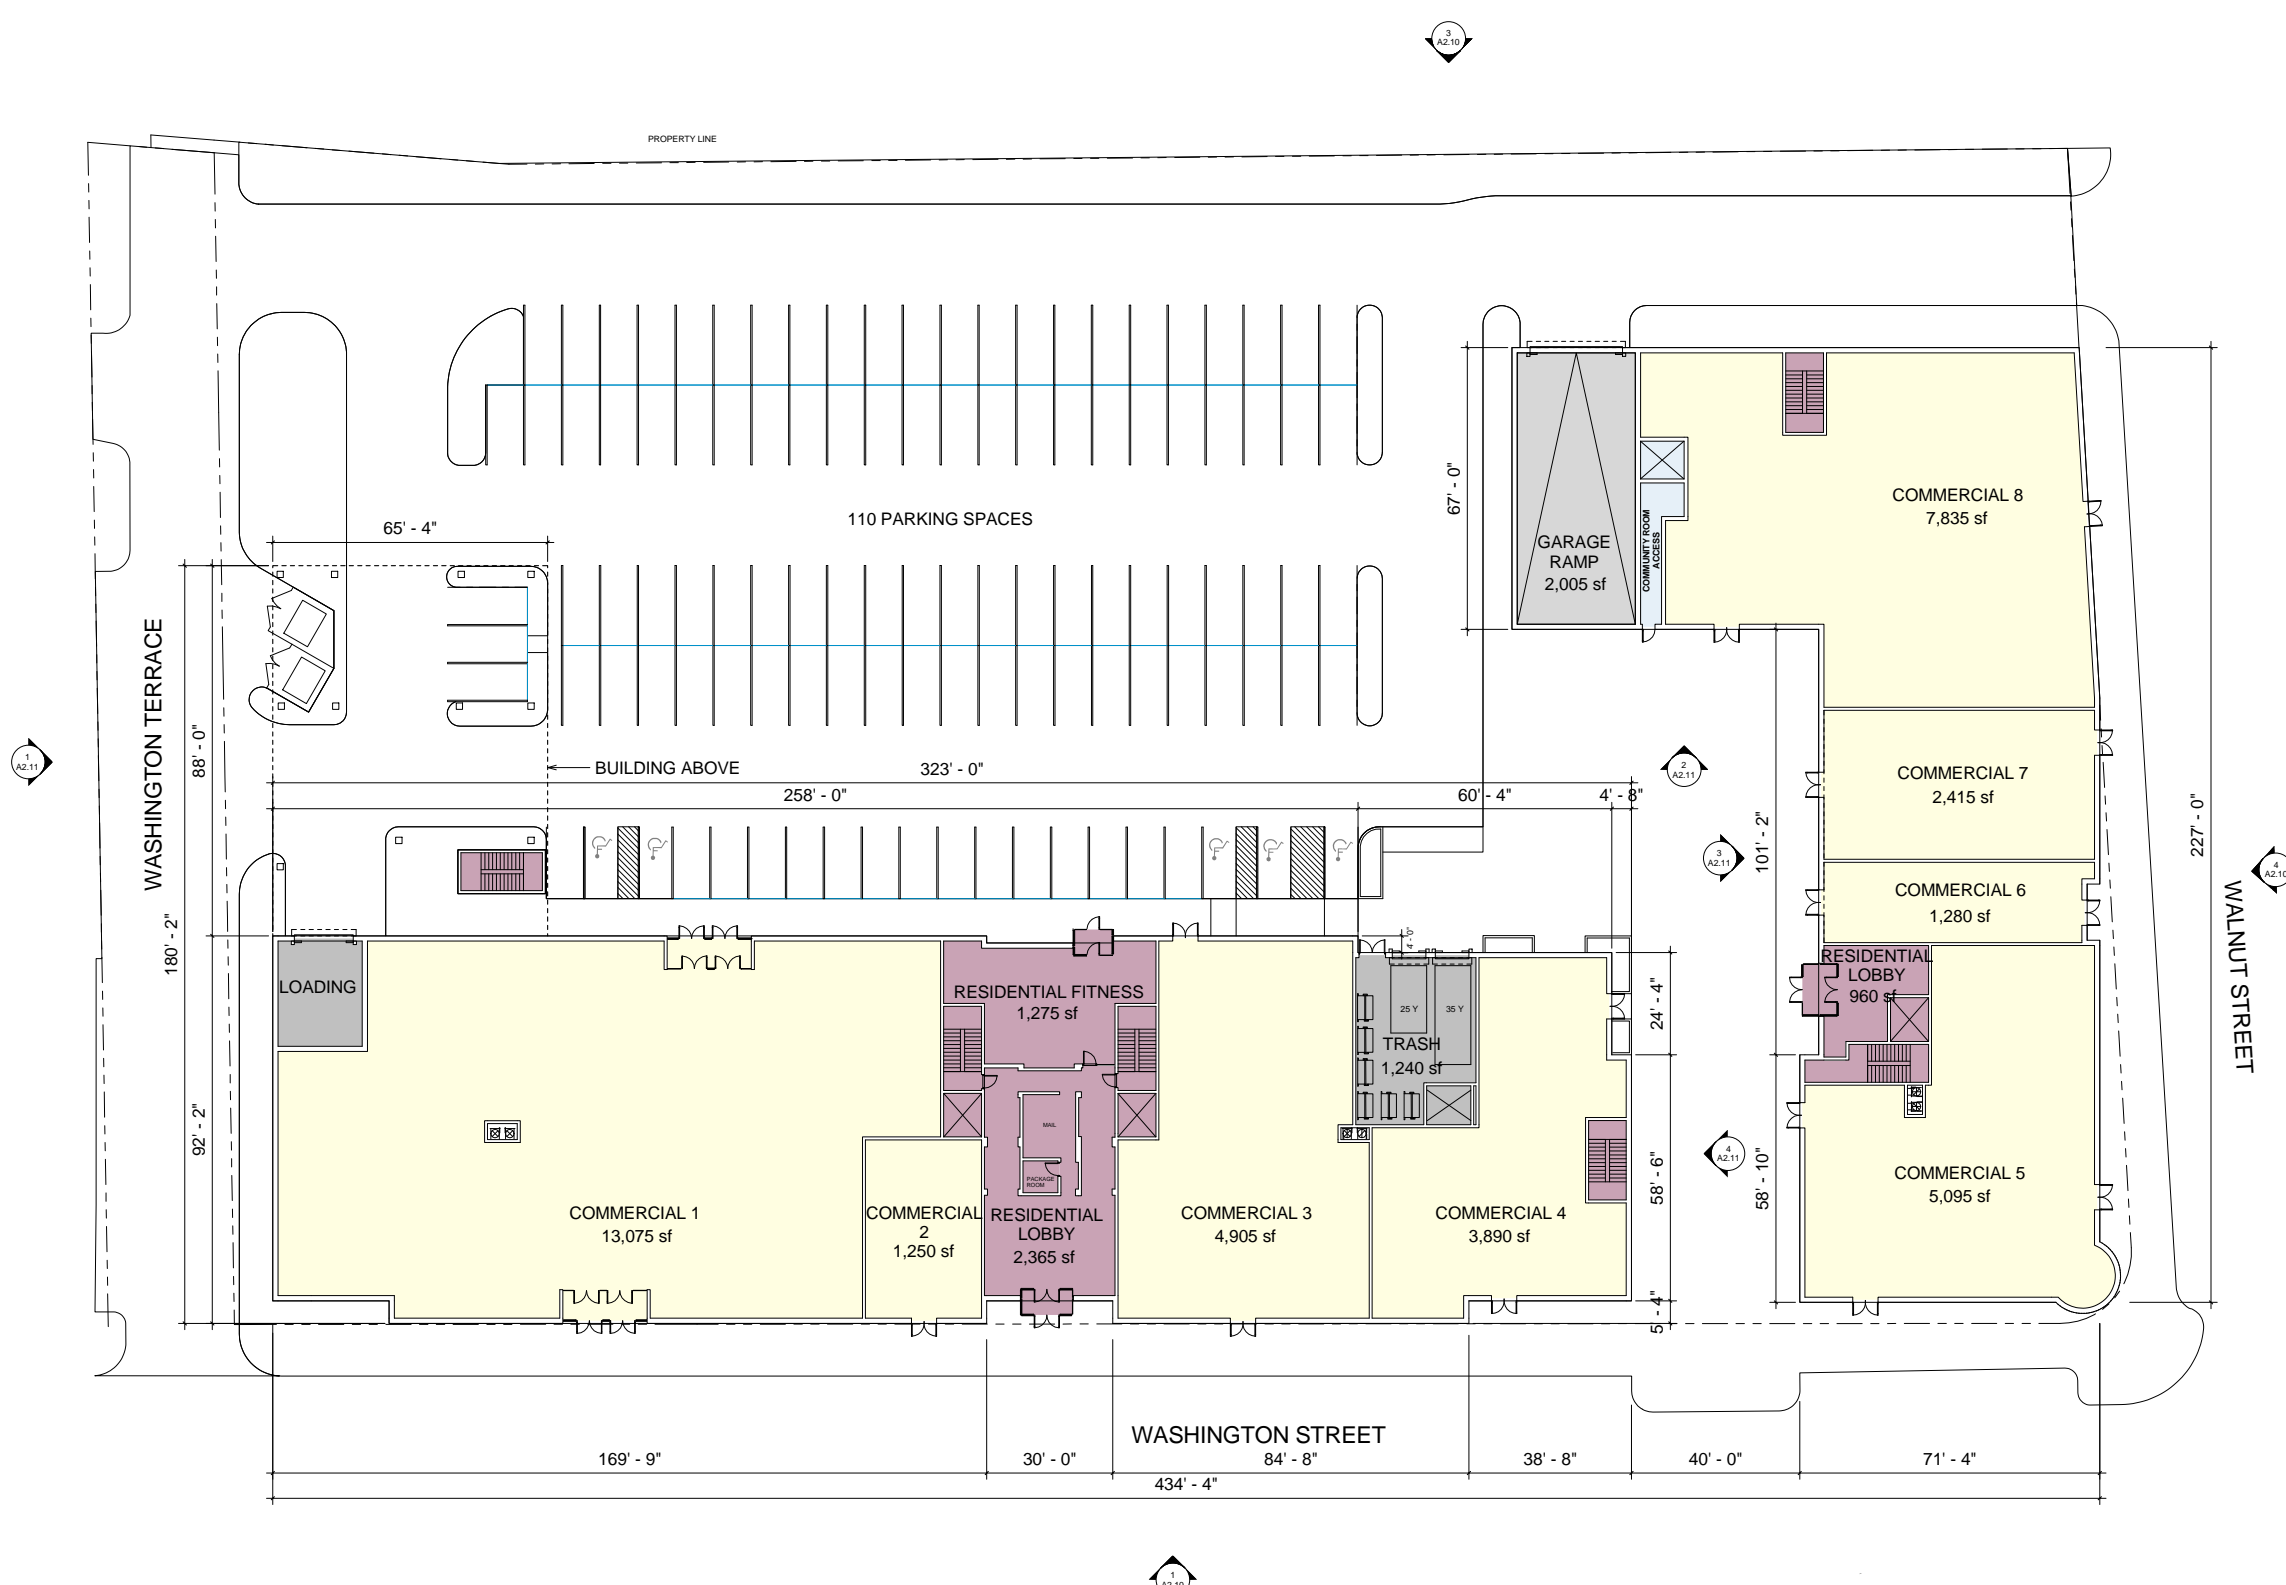 3
A2.10
PROPERTY LINE
110 PARKING SPACES
65' - 4"
67' - 0"
GARAGE
RAMP
2,005 sf
COMMUNITY ROOM
ACCESS
COMMERCIAL 8
7,835 sf
WASHINGTON TERRACE
88' - 0"
180' - 2"
92' - 2"
1
A2.11
BUILDING ABOVE
323' - 0"
258' - 0"
60' - 4"
4' - 8"
2
A2.11
3
A2.11
101' - 2"
COMMERCIAL 7
2,415 sf
227' - 0"
4
A2.10
COMMERCIAL 6
1,280 sf
WALNUT STREET
RESIDENTIAL
LOBBY
960 sf
LOADING
RESIDENTIAL FITNESS
1,275 sf
4' - 0"
25 Y
35 Y
TRASH
1,240 sf
24' - 4"
MAIL
PACKAGE
ROOM
4
A2.11
58' - 6"
58' - 10"
COMMERCIAL 5
5,095 sf
COMMERCIAL 1
13,075 sf
COMMERCIAL
2
1,250 sf
RESIDENTIAL
LOBBY
2,365 sf
COMMERCIAL 3
4,905 sf
COMMERCIAL 4
3,890 sf
5' - 4"
WASHINGTON STREET
169' - 9"
30' - 0"
84' - 8"
38' - 8"
40' - 0"
71' - 4"
434' - 4"
1
A2.10